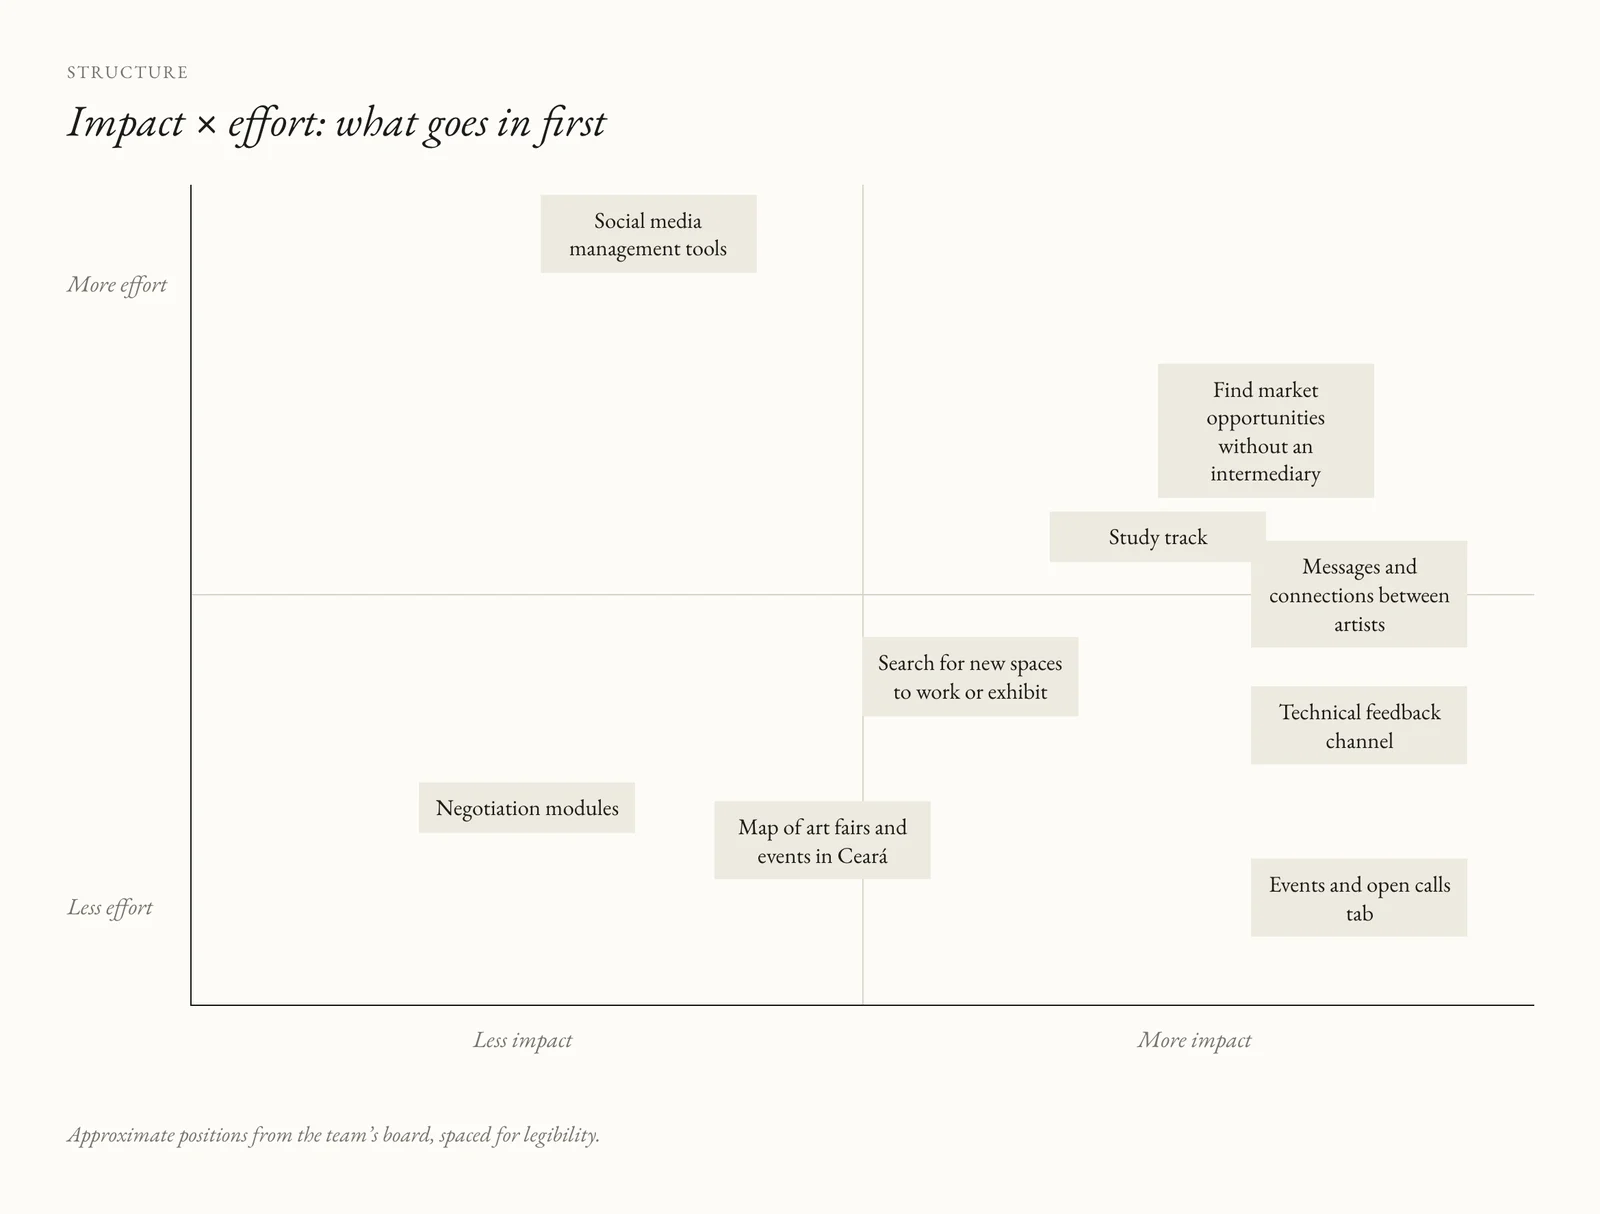 STRUCTURE
Impact × effort: what goes in first
Social media
management tools
More effort
Find market
opportunities
without an
intermediary
Study track
Messages and
connections between
artists
Search for new spaces
to work or exhibit
Technical feedback
channel
Negotiation modules
Map of art fairs and
events in Ceará
Events and open calls
tab
Less effort
Less impact
More impact
Approximate positions from the team’s board, spaced for legibility.